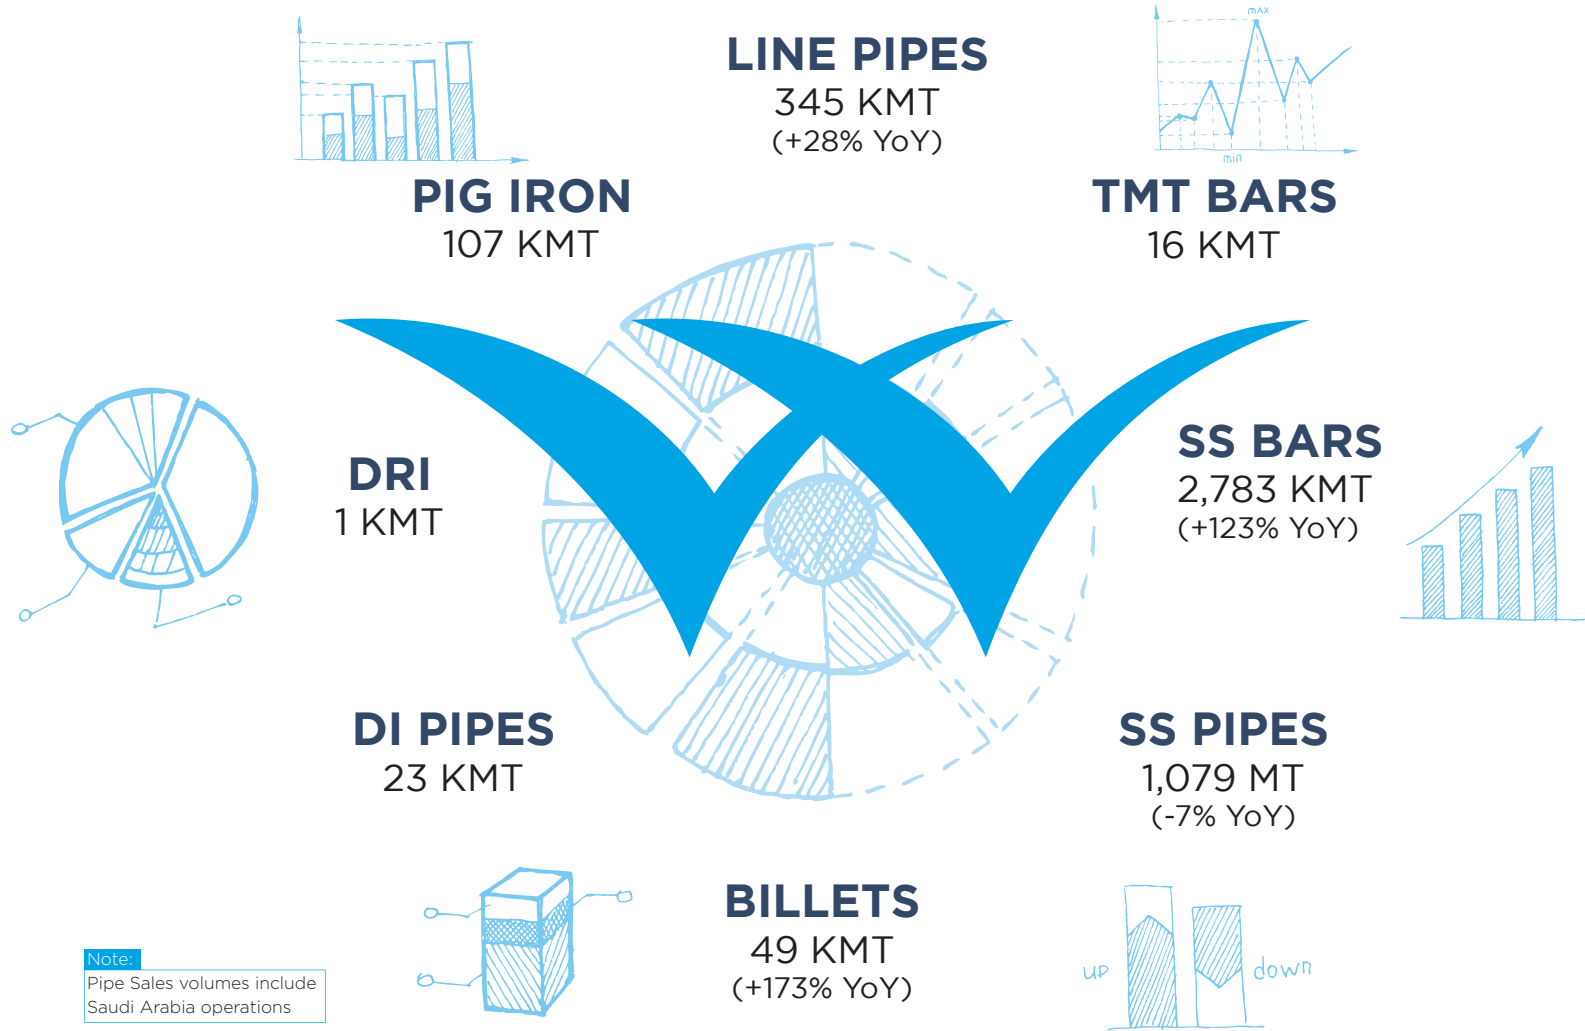 LINE PIPES
345 KMT
(+28% YoY)
max
min
PIG IRON
107 KMT
TMT BARS
16 KMT
DRI
1 KMT
SS BARS
2,783 KMT
(+123% YoY)
DI PIPES
23 KMT
SS PIPES
1,079 MT
(-7% YoY)
BILLETS
49 KMT
(+173% YoY)
up
down
Note:
Pipe Sales volumes include
Saudi Arabia operations